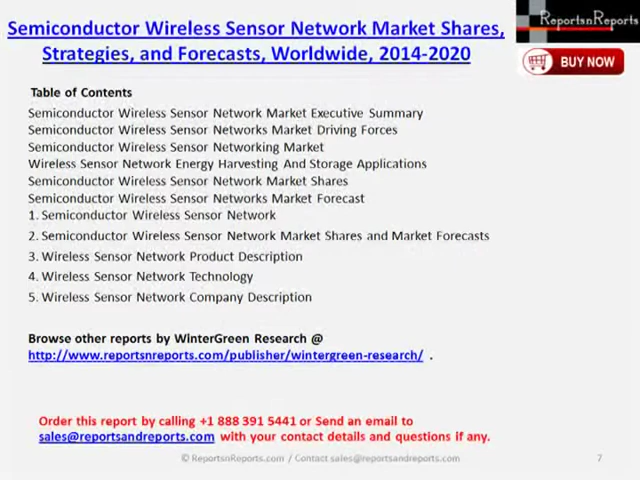 Semiconductor Wireless Sensor Network Market Shares,
Strategies, and Forecasts, Worldwide, 2014-2020
ReportsnReports
BUY NOW
Table of Contents
Semiconductor Wireless Sensor Network Market Executive Summary
Semiconductor Wireless Sensor Networks Market Driving Forces
Semiconductor Wireless Sensor Networking Market
Wireless Sensor Network Energy Harvesting And Storage Applications
Semiconductor Wireless Sensor Network Market Shares
Semiconductor Wireless Sensor Networks Market Forecast
1. Semiconductor Wireless Sensor Network
2. Semiconductor Wireless Sensor Network Market Shares and Market Forecasts
3. Wireless Sensor Network Product Description
4. Wireless Sensor Network Technology
5. Wireless Sensor Network Company Description
Browse other reports by WinterGreen Research @
http://www.reportsnreports.com/publisher/wintergreen-research/ .
Order this report by calling +1 888 391 5441 or Send an email to
sales@reportsandreports.com with your contact details and questions if any.
© ReportsnReports.com / Contact sales@reportsandreports.com
7